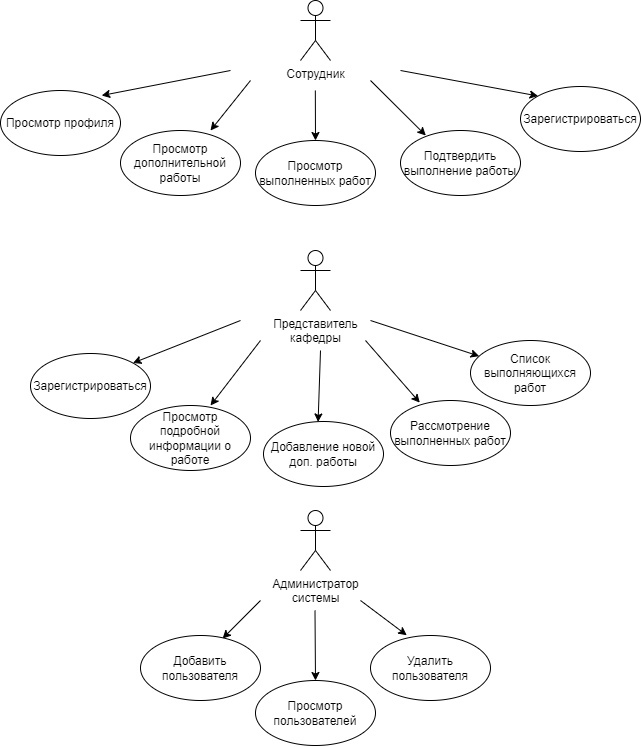 Сотрудник
Просмотр профиля
Просмотр
дополнительной
работы
Просмотр
выполненных работ
Подтвердить
выполнение работы
Зарегистрироваться
Представитель
кафедры
Зарегистрироваться
Просмотр
подробной
информации о
работе
Добавление новой
доп. работы
Рассмотрение
выполненных работ
Список
выполняющихся
работ
Администратор
системы
Добавить
пользователя
Просмотр
пользователей
Удалить
пользователя